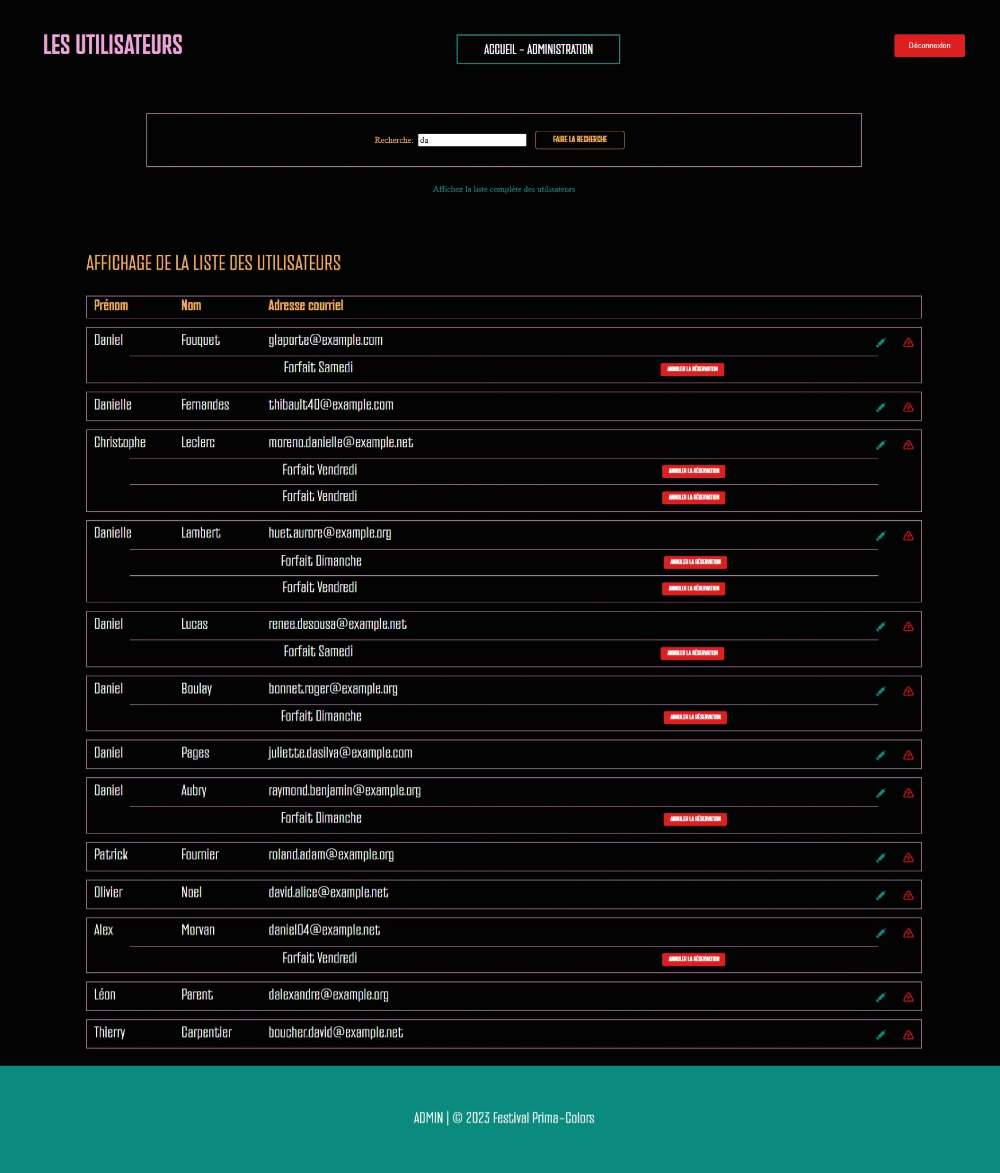 LES UTILISATEURS
ACCUEIL - ADMINISTRATION
Déconnexion
Recherche: da FAIRE LA RECHERCHE
Affichez la liste complète des utilisateurs
AFFICHAGE DE LA LISTE DES UTILISATEURS
Prénom Nom Adresse courriel
Daniel Fouquet glaporte@example.com
Forfait Samedi ANNULER LA RÉSERVATION
Danielle Fernandes thibault40@example.com
Christophe Leclerc moreno.danielle@example.net
Forfait Vendredi ANNULER LA RÉSERVATION
Forfait Vendredi ANNULER LA RÉSERVATION
Danielle Lambert huet.aurore@example.org
Forfait Dimanche ANNULER LA RÉSERVATION
Forfait Vendredi ANNULER LA RÉSERVATION
Daniel Lucas renee.desousa@example.net
Forfait Samedi ANNULER LA RÉSERVATION
Daniel Boulay bonnet.roger@example.org
Forfait Dimanche ANNULER LA RÉSERVATION
Daniel Pages juliette.dasilva@example.com
Daniel Aubry raymond.benjamin@example.org
Forfait Dimanche ANNULER LA RÉSERVATION
Patrick Fournier roland.adam@example.org
Olivier Noel david.alice@example.net
Alex Morvan daniel04@example.net
Forfait Vendredi ANNULER LA RÉSERVATION
Léon Parent dalexandre@example.org
Thierry Carpentier boucher.david@example.net
ADMIN | © 2023 Festival Prima-Colors